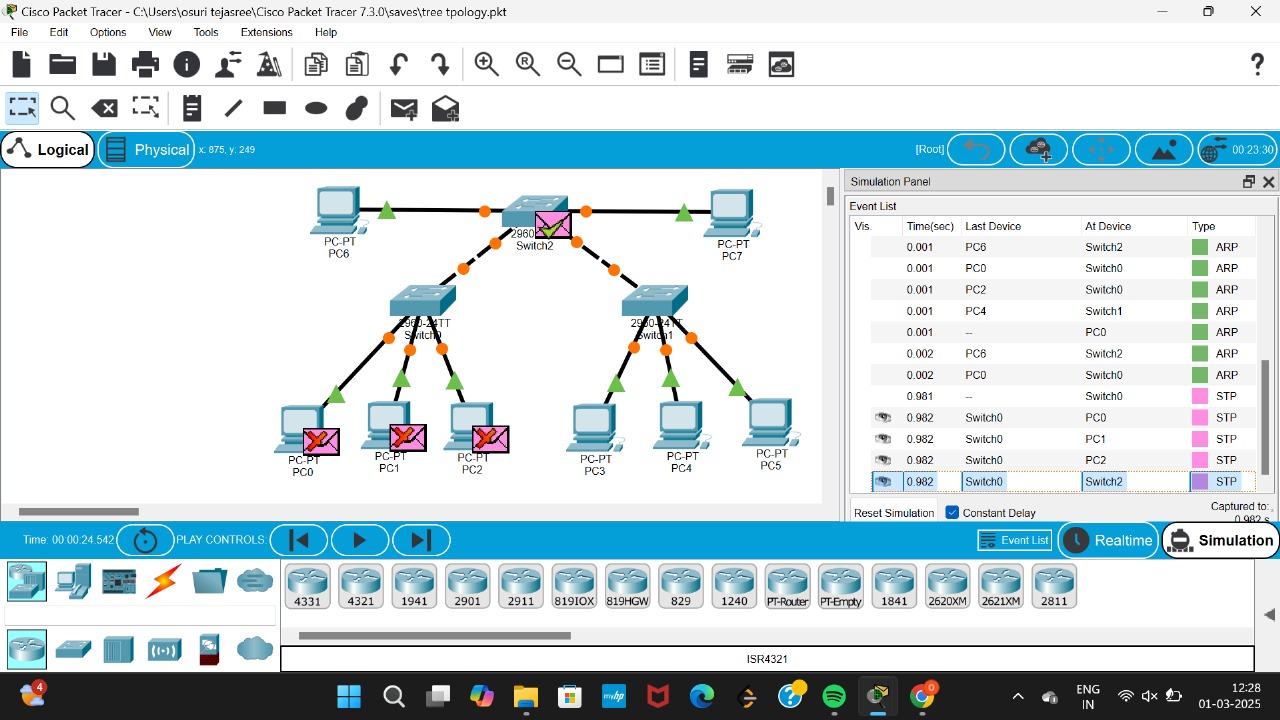 Cisco Packet Tracer - C:\Users\osuri tejasree\Cisco Packet Tracer 7.3.0\saves\tree tpology.pkt
File Edit Options View Tools Extensions Help
Logical Physical x: 875, y: 249 [Root] 00:23:30
Simulation Panel
Event List
Vis. Time(sec) Last Device At Device Type
0.001 PC6 Switch2 ARP
0.001 PC0 Switch0 ARP
0.001 PC2 Switch0 ARP
0.001 PC4 Switch1 ARP
0.001 -- PC0 ARP
0.002 PC6 Switch2 ARP
0.002 PC0 Switch0 ARP
0.981 -- Switch0 STP
0.982 Switch0 PC0 STP
0.982 Switch0 PC1 STP
0.982 Switch0 PC2 STP
0.982 Switch0 Switch2 STP
Reset Simulation Constant Delay Captured to:
0.982 s
PC-PT
PC6
2960
Switch2
PC-PT
PC7
2960-24TT
Switch0
2960-24TT
Switch1
PC-PT
PC0
PC-PT
PC1
PC-PT
PC2
PC-PT
PC3
PC-PT
PC4
PC-PT
PC5
Time: 00:00:24.542 PLAY CONTROLS: Event List Realtime Simulation
4331 4321 1941 2901 2911 819IOX 819HGW 829 1240 PT-Router PT-Empty 1841 2620XM 2621XM 2811
ISR4321
4 myhp 0 ENG
IN
12:28
01-03-2025